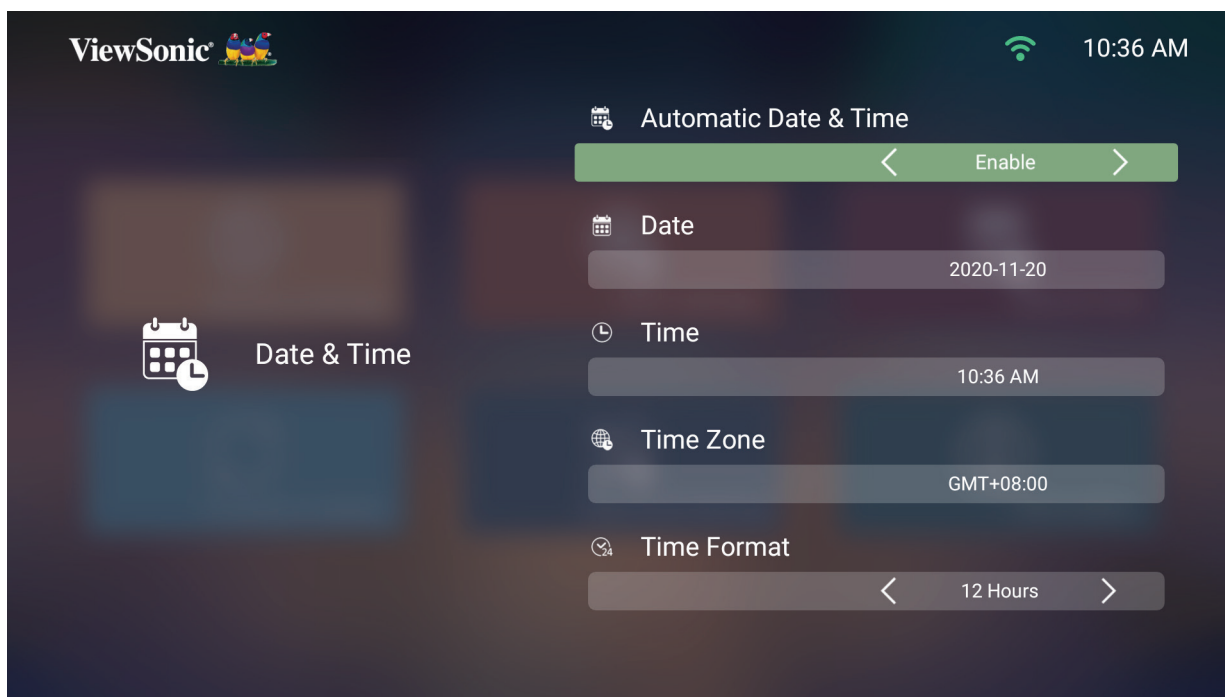 ViewSonic®
10:36 AM
Automatic Date & Time
Enable
Date
2020-11-20
Date & Time
Time
10:36 AM
Time Zone
GMT+08:00
Time Format
12 Hours